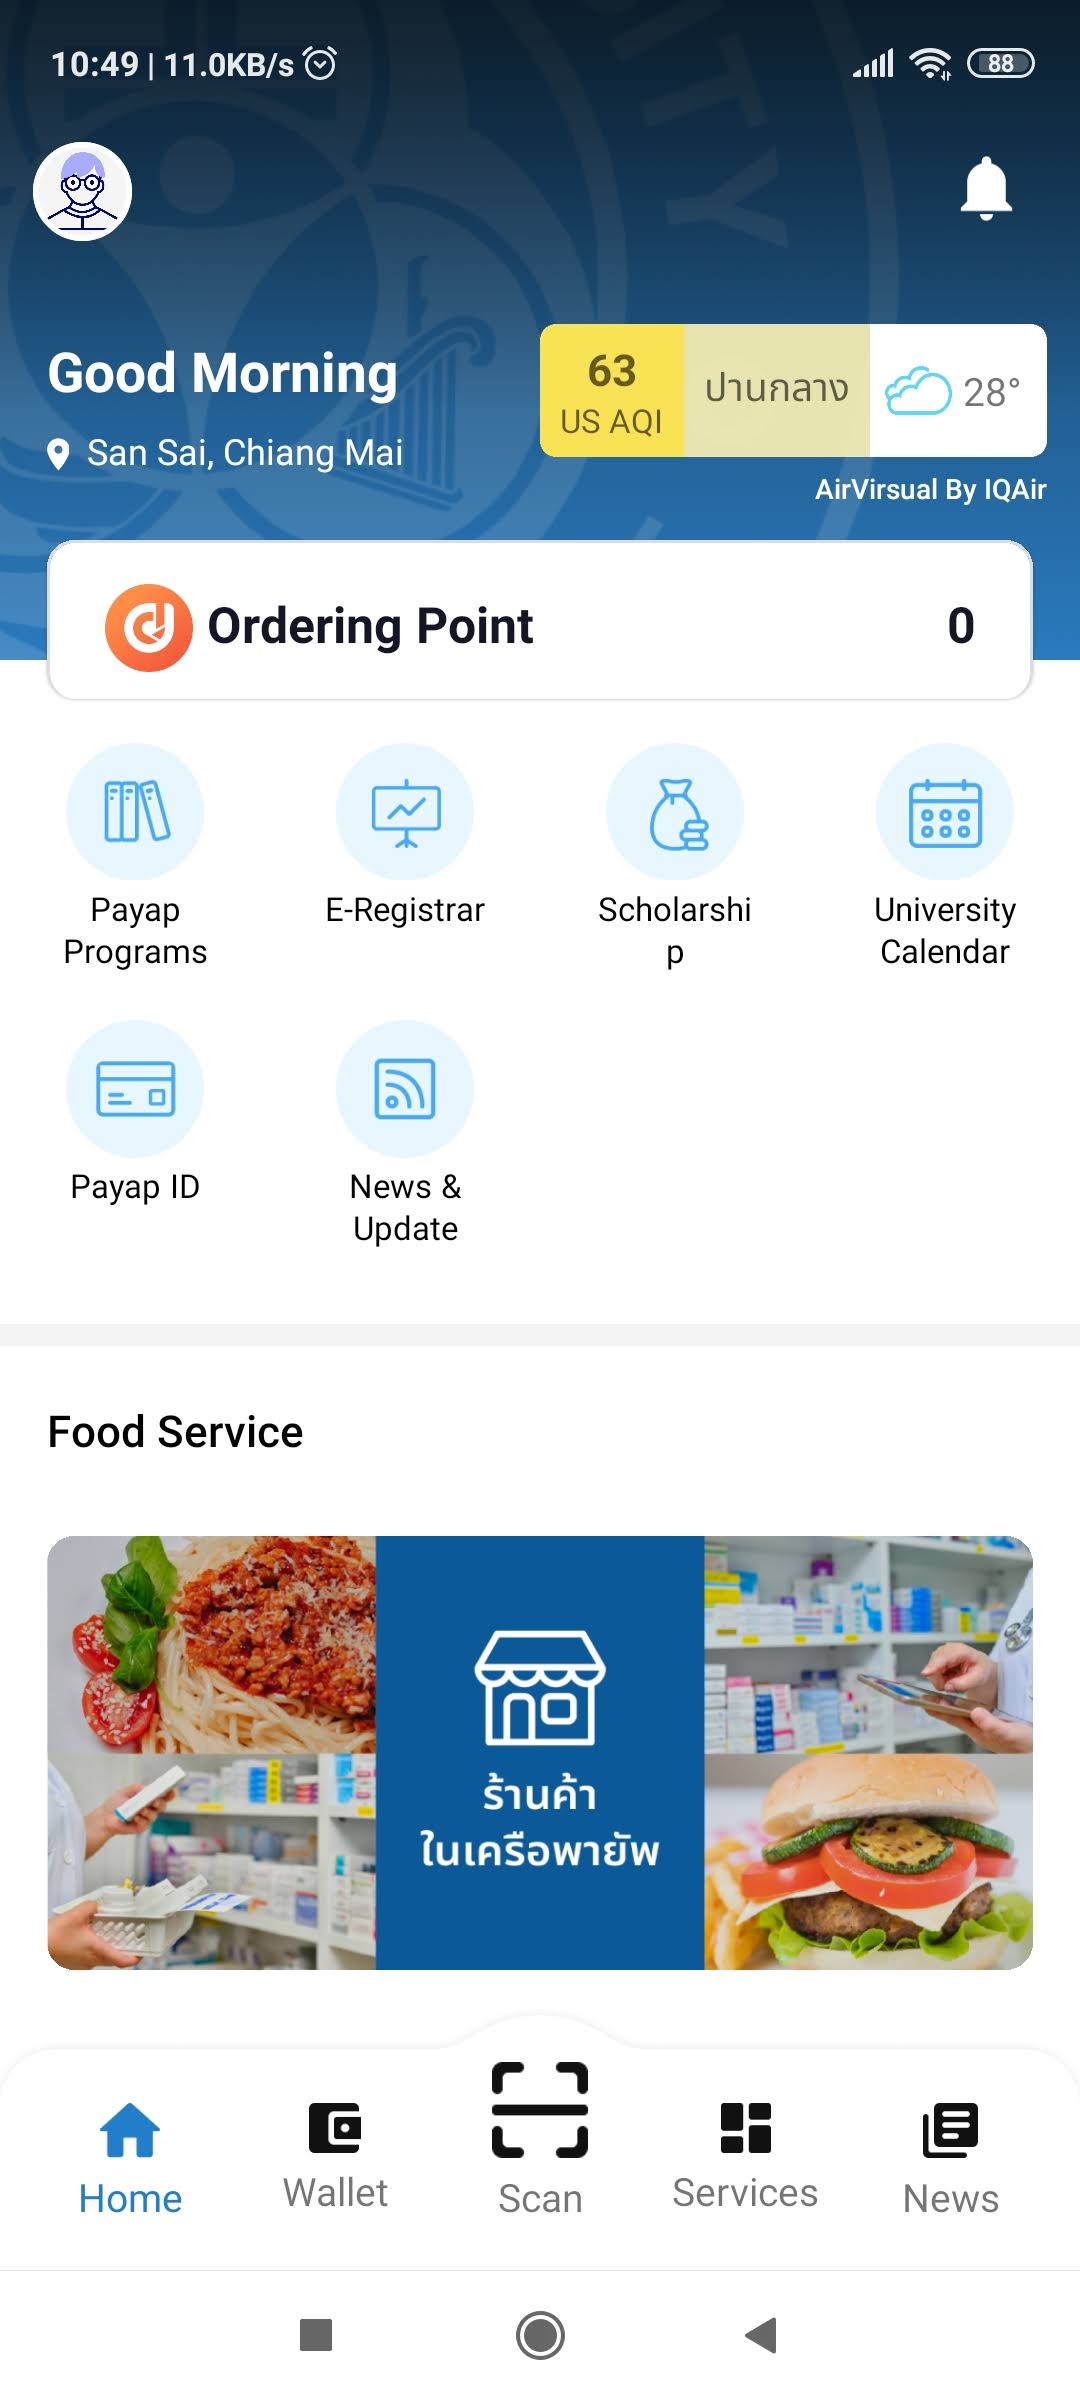 10:49 | 11.0KB/s
88
Good Morning
San Sai, Chiang Mai
63
US AQI
ปานกลาง
28°
AirVirsual By IQAir
Ordering Point
0
Payap
Programs
E-Registrar
Scholarshi
p
University
Calendar
Payap ID
News &
Update
Food Service
ร้านค้า
ในเครือพายัพ
Home
Wallet
Scan
Services
News